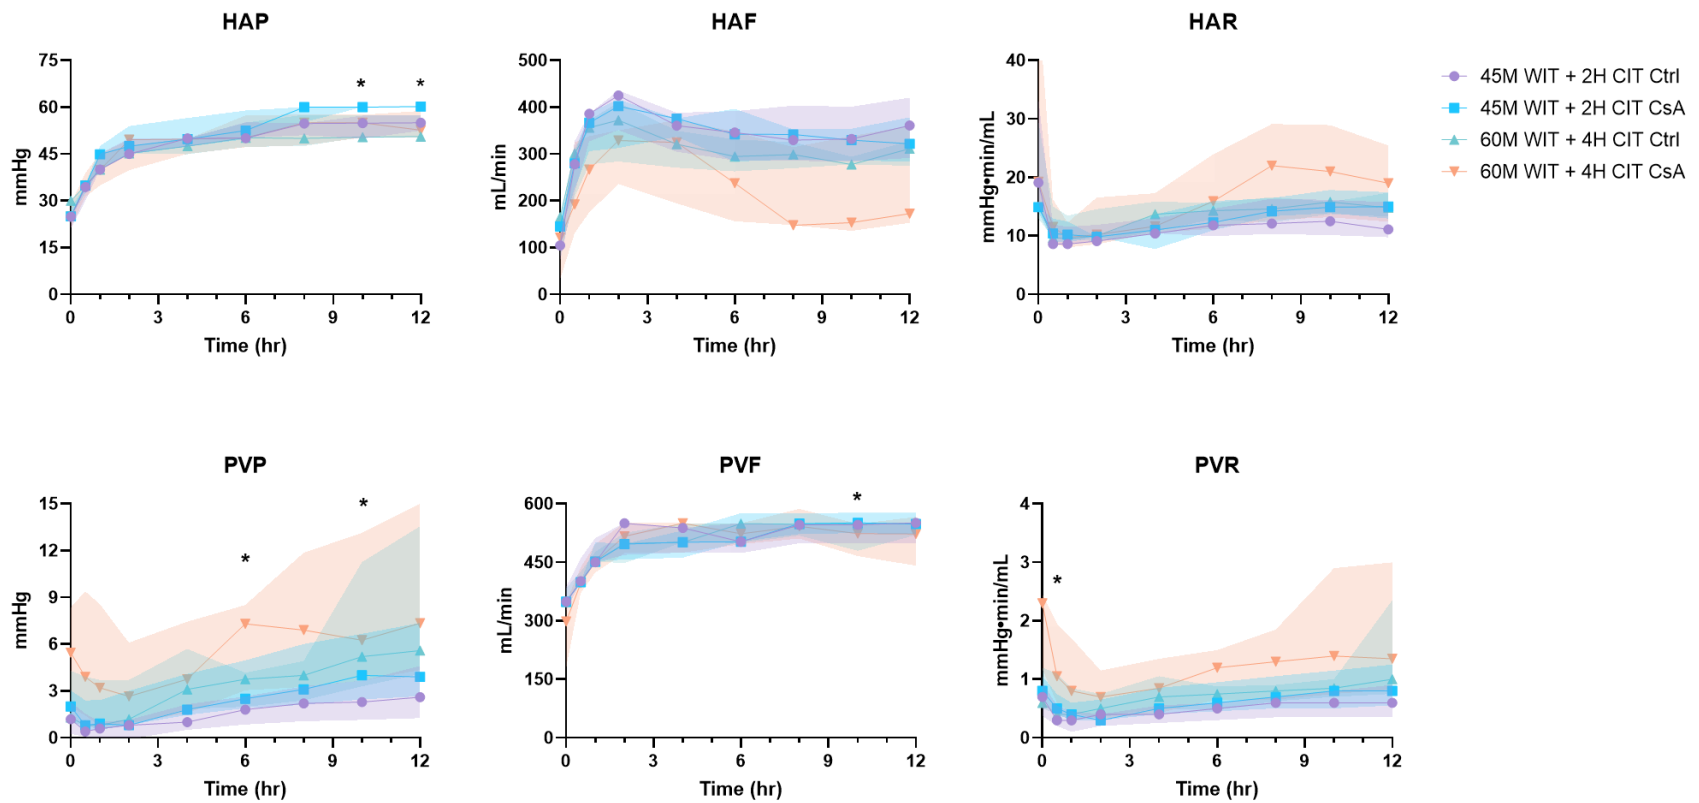 HAP
HAF
HAR
75
60
45
30
15
0
mmHg
* *
0 3 6 9 12
Time (hr)
500
400
300
200
100
0
mL/min
0 3 6 9 12
Time (hr)
40
30
20
10
0
mmHg•min/mL
0 3 6 9 12
Time (hr)
45M WIT + 2H CIT Ctrl
45M WIT + 2H CIT CsA
60M WIT + 4H CIT Ctrl
60M WIT + 4H CIT CsA
PVP
PVF
PVR
15
12
9
6
3
0
mmHg
* *
0 3 6 9 12
Time (hr)
600
450
300
150
0
mL/min
*
0 3 6 9 12
Time (hr)
4
3
2
1
0
mmHg•min/mL
*
0 3 6 9 12
Time (hr)